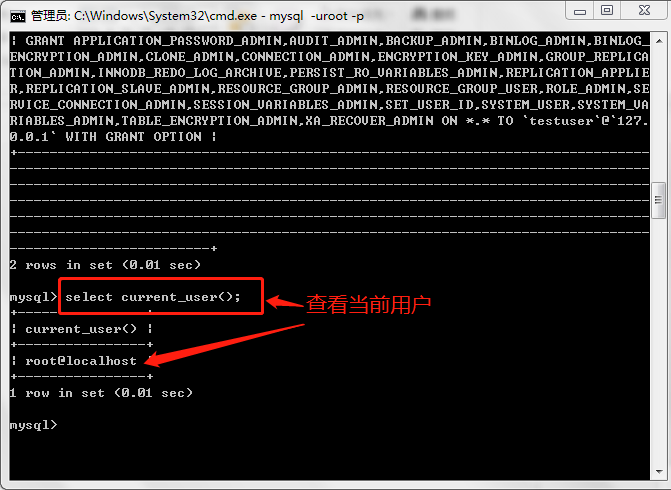 管理员: C:\Windows\System32\cmd.exe - mysql  -uroot -p
| GRANT APPLICATION_PASSWORD_ADMIN,AUDIT_ADMIN,BACKUP_ADMIN,BINLOG_ADMIN,BINLOG_
ENCRYPTION_ADMIN,CLONE_ADMIN,CONNECTION_ADMIN,ENCRYPTION_KEY_ADMIN,GROUP_REPLICA
TION_ADMIN,INNODB_REDO_LOG_ARCHIVE,PERSIST_RO_VARIABLES_ADMIN,REPLICATION_APPLIE
R,REPLICATION_SLAVE_ADMIN,RESOURCE_GROUP_ADMIN,RESOURCE_GROUP_USER,ROLE_ADMIN,SE
RVICE_CONNECTION_ADMIN,SESSION_VARIABLES_ADMIN,SET_USER_ID,SYSTEM_USER,SYSTEM_VA
RIABLES_ADMIN,TABLE_ENCRYPTION_ADMIN,XA_RECOVER_ADMIN ON *.* TO `testuser`@`127.
0.0.1` WITH GRANT OPTION |
2 rows in set (0.01 sec)
mysql> select current_user();
查看当前用户
+----------------+
| current_user() |
+----------------+
| root@localhost |
+----------------+
1 row in set (0.01 sec)
mysql>